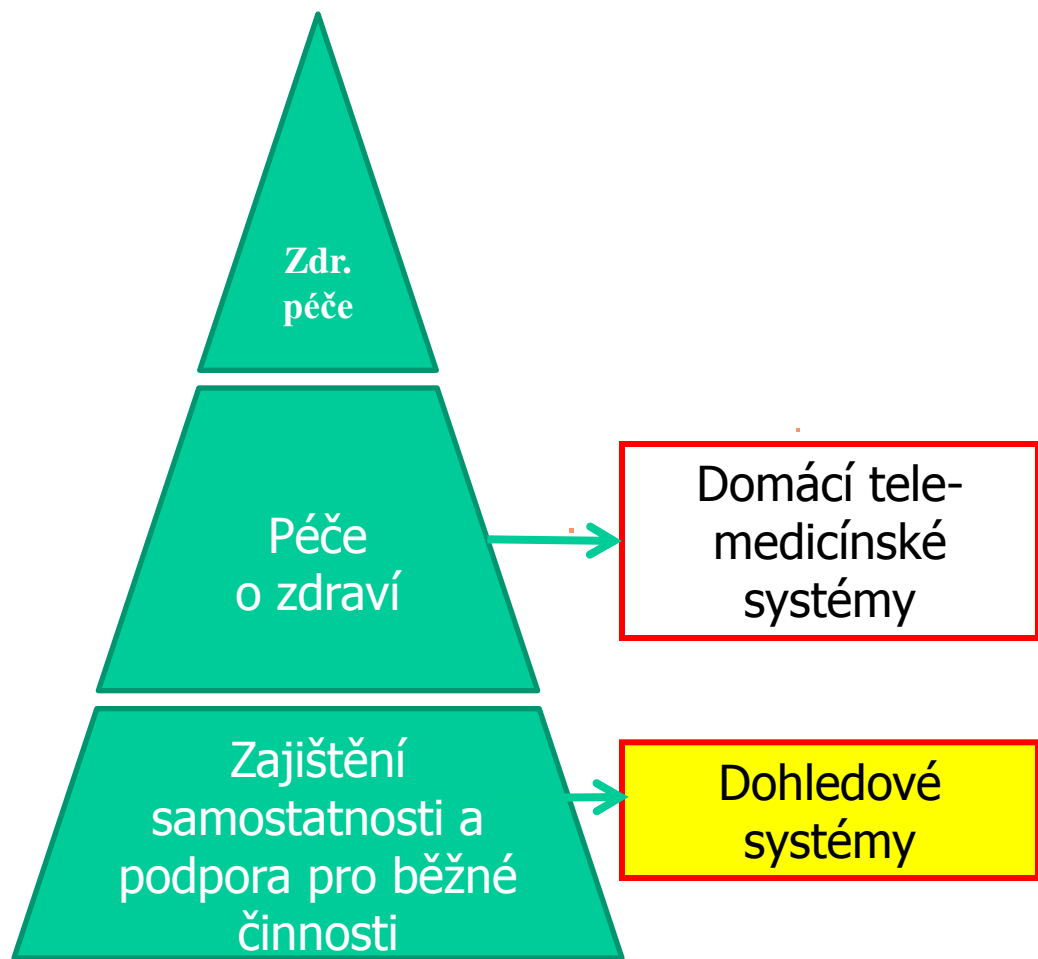 Zdr.
péče
Péče
o zdraví
Domácí tele-
medicínské
systémy
Zajištění
samostatnosti a
podpora pro běžné
činnosti
Dohledové
systémy